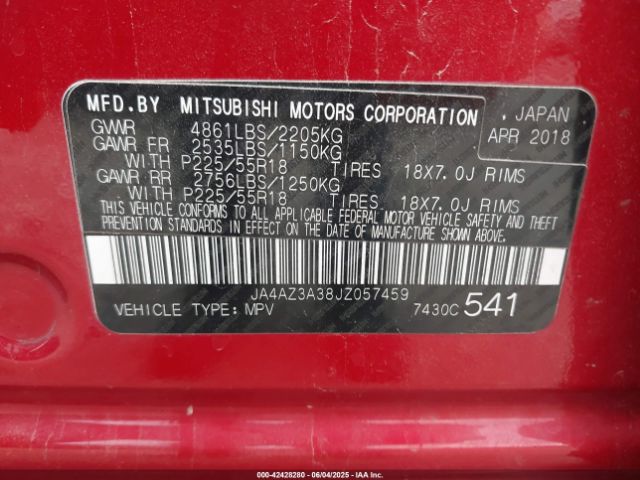 MFD.BY MITSUBISHI MOTORS CORPORATION , JAPAN
GVWR 4861LBS/2205KG APR 2018
GAWR FR 2535LBS/1150KG
WITH P225/55R18 TIRES 18X7.0J RIMS
GAWR RR 2756LBS/1250KG
WITH P225/55R18 TIRES 18X7.0J RIMS
THIS VEHICLE CONFORMS TO ALL APPLICABLE FEDERAL MOTOR VEHICLE SAFETY AND THEFT
PREVENTION STANDARDS IN EFFECT ON THE DATE OF MANUFACTURE SHOWN ABOVE.
JA4AZ3A38JZ057459
VEHICLE TYPE: MPV 7430C 541
000-42428280 - 06/04/2025 - IAA Inc.